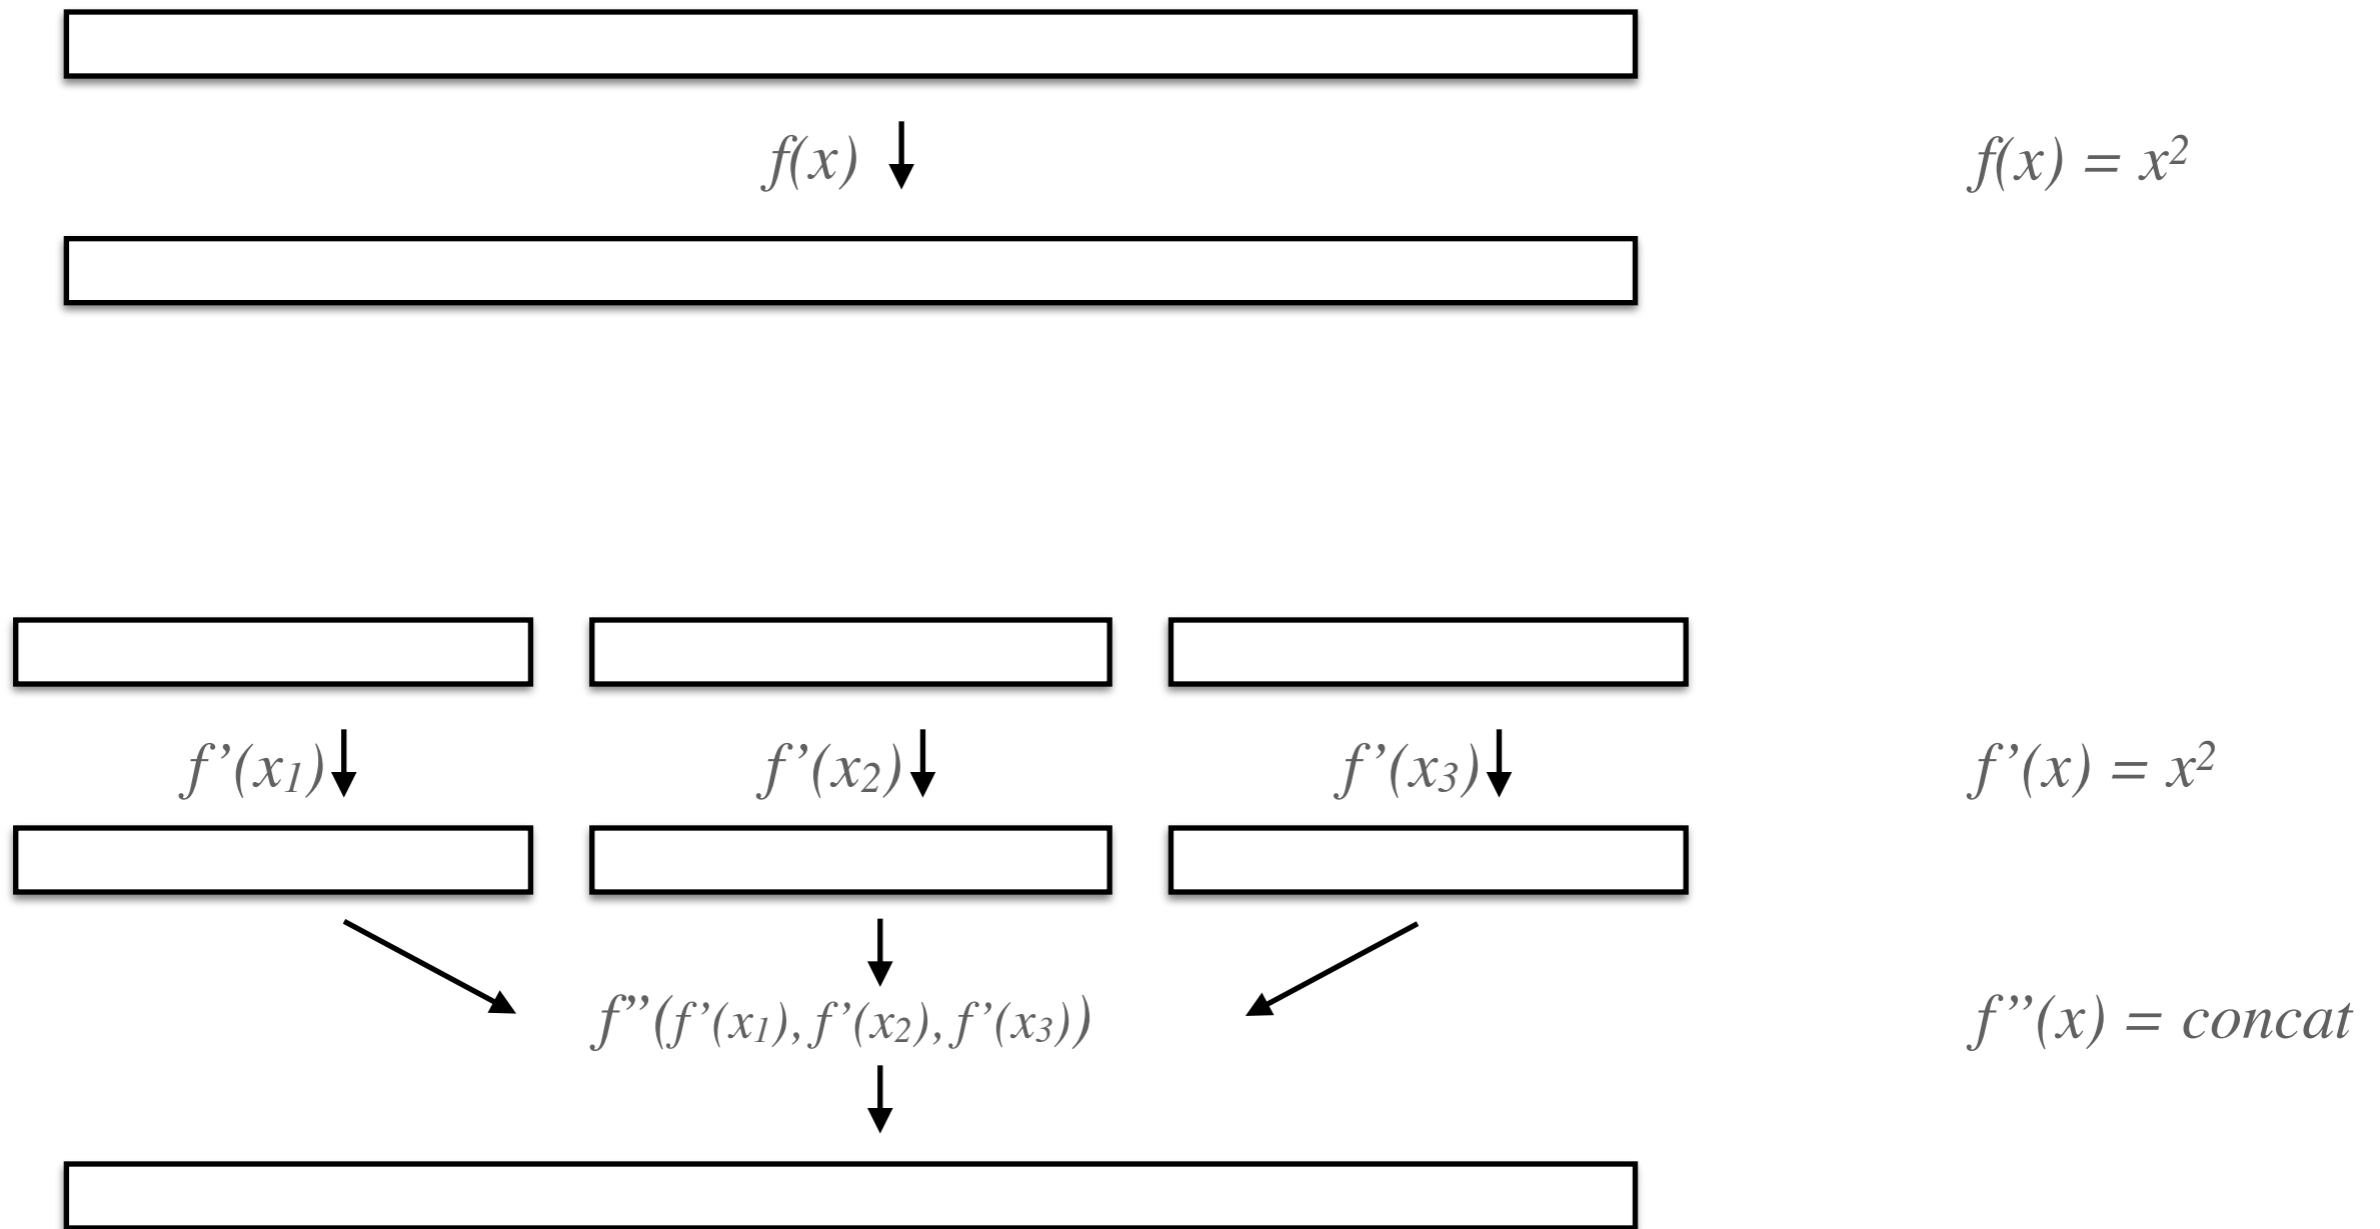 f(x)
f(x) = x²
f’(x₁)
f’(x₂)
f’(x₃)
f’(x) = x²
f’’(f’(x₁),f’(x₂),f’(x₃))
f’’(x) = concat